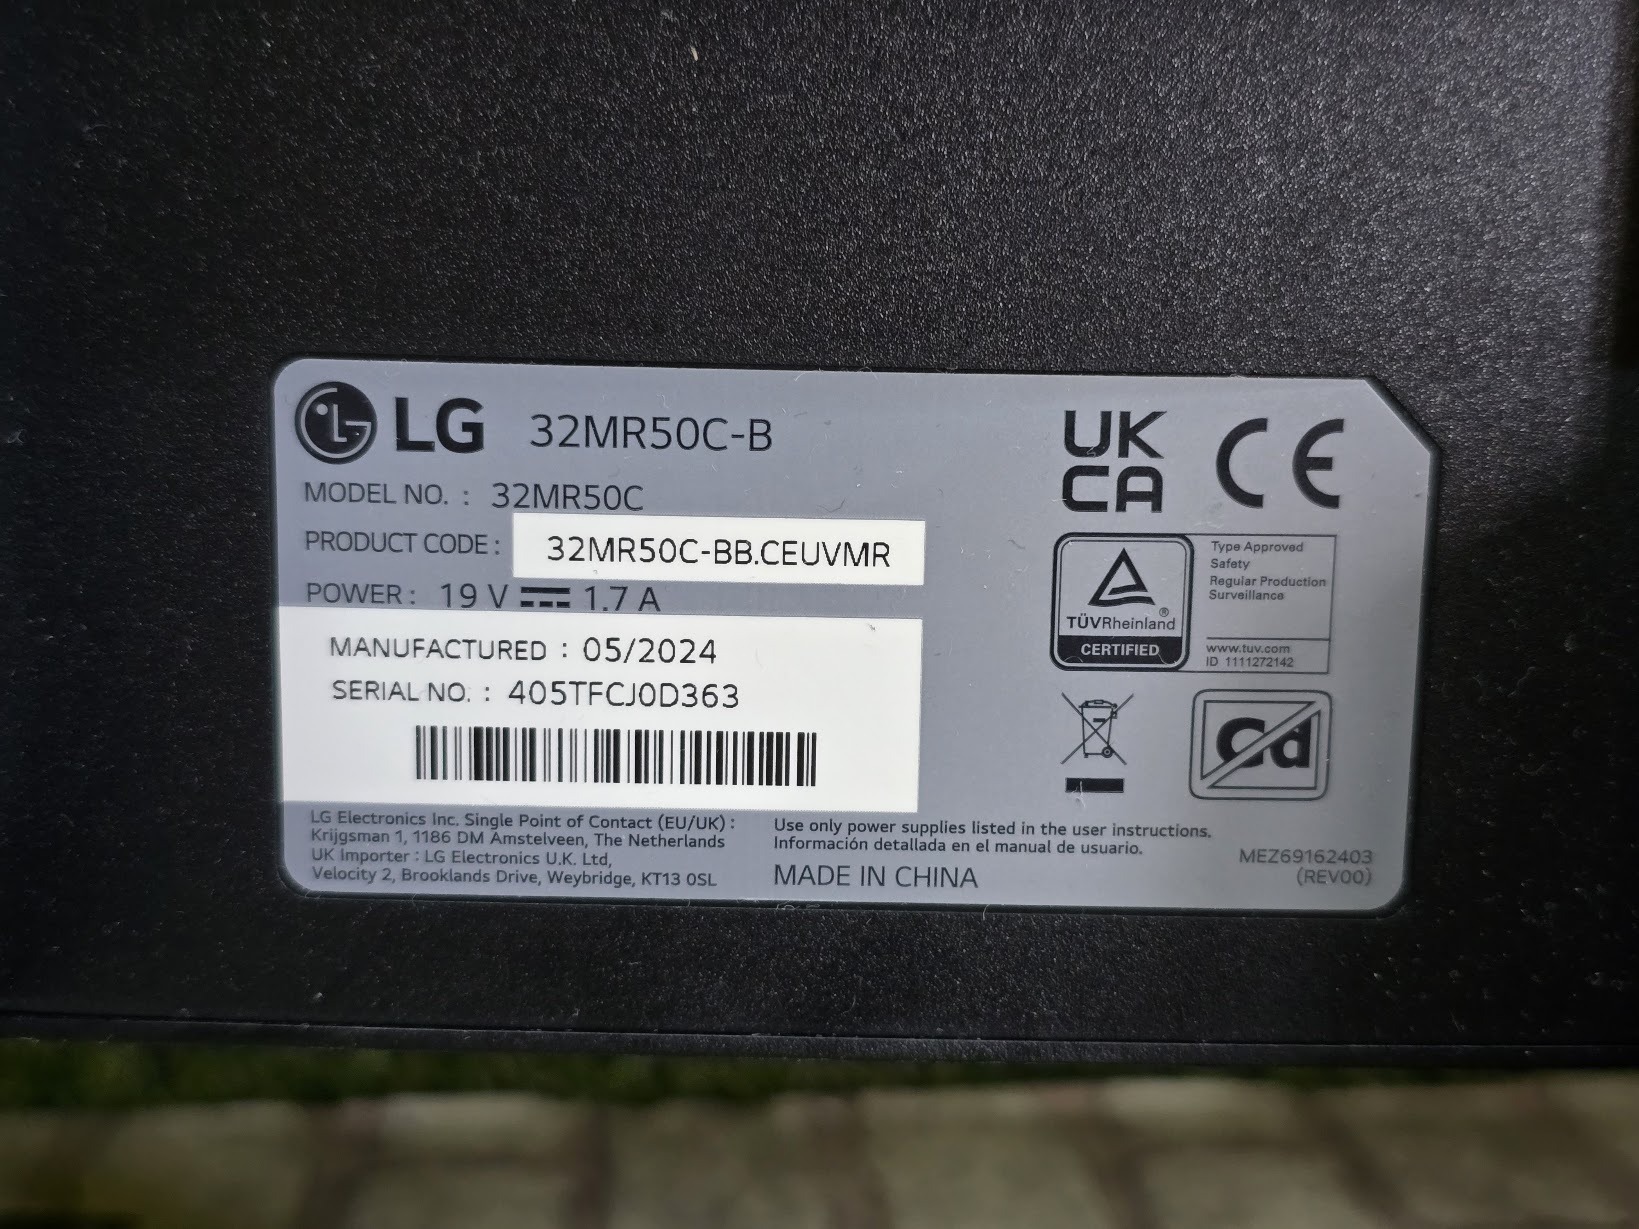 LG 32MR50C-B
MODEL NO. : 32MR50C
PRODUCT CODE : 32MR50C-BB.CEUVMR
POWER : 19 V ⎓ 1.7 A
MANUFACTURED : 05/2024
SERIAL NO. : 405TFCJ0D363
LG Electronics Inc. Single Point of Contact (EU/UK) :
Krijgsman 1, 1186 DM Amstelveen, The Netherlands
UK Importer : LG Electronics U.K. Ltd,
Velocity 2, Brooklands Drive, Weybridge, KT13 0SL
Use only power supplies listed in the user instructions.
Información detallada en el manual de usuario.
MADE IN CHINA
UK
CA
CE
TÜVRheinland®
CERTIFIED
Type Approved
Safety
Regular Production
Surveillance
www.tuv.com
ID 1111272142
Cd
MEZ69162403
(REV00)